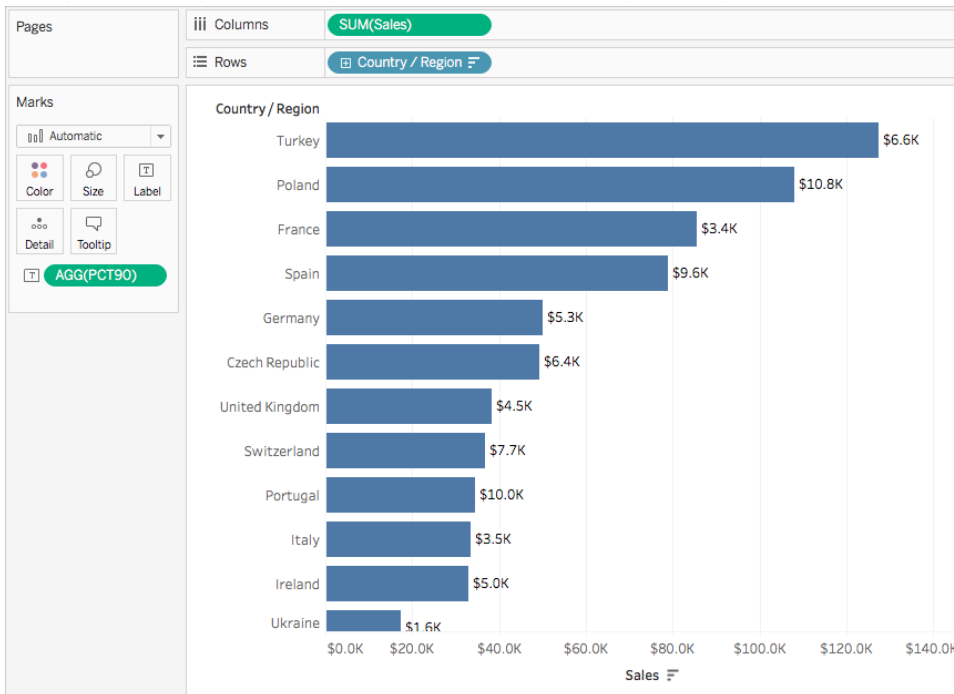 Pages
Columns
SUM(Sales)
Rows
Country / Region
Marks
Automatic
Color
Size
Label
Detail
Tooltip
AGG(PCT90)
Country / Region
Turkey
$6.6K
Poland
$10.8K
France
$3.4K
Spain
$9.6K
Germany
$5.3K
Czech Republic
$6.4K
United Kingdom
$4.5K
Switzerland
$7.7K
Portugal
$10.0K
Italy
$3.5K
Ireland
$5.0K
Ukraine
$1.6K
$0.0K $20.0K $40.0K $60.0K $80.0K $100.0K $120.0K $140.0K
Sales